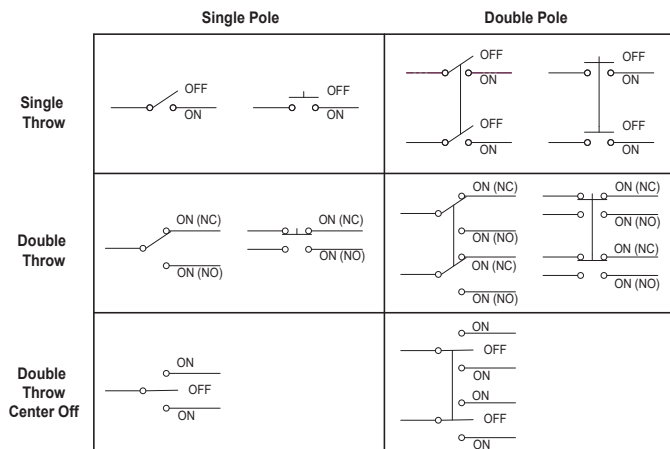 Single Pole
Double Pole
Single
Throw
OFF
ON
OFF
ON
OFF
ON
OFF
ON
OFF
ON
OFF
ON
Double
Throw
ON (NC)
ON (NO)
ON (NC)
ON (NO)
ON (NC)
ON (NO)
ON (NC)
ON (NO)
ON (NC)
ON (NO)
ON (NC)
ON (NO)
Double
Throw
Center Off
ON
OFF
ON
ON
OFF
ON
ON
OFF
ON